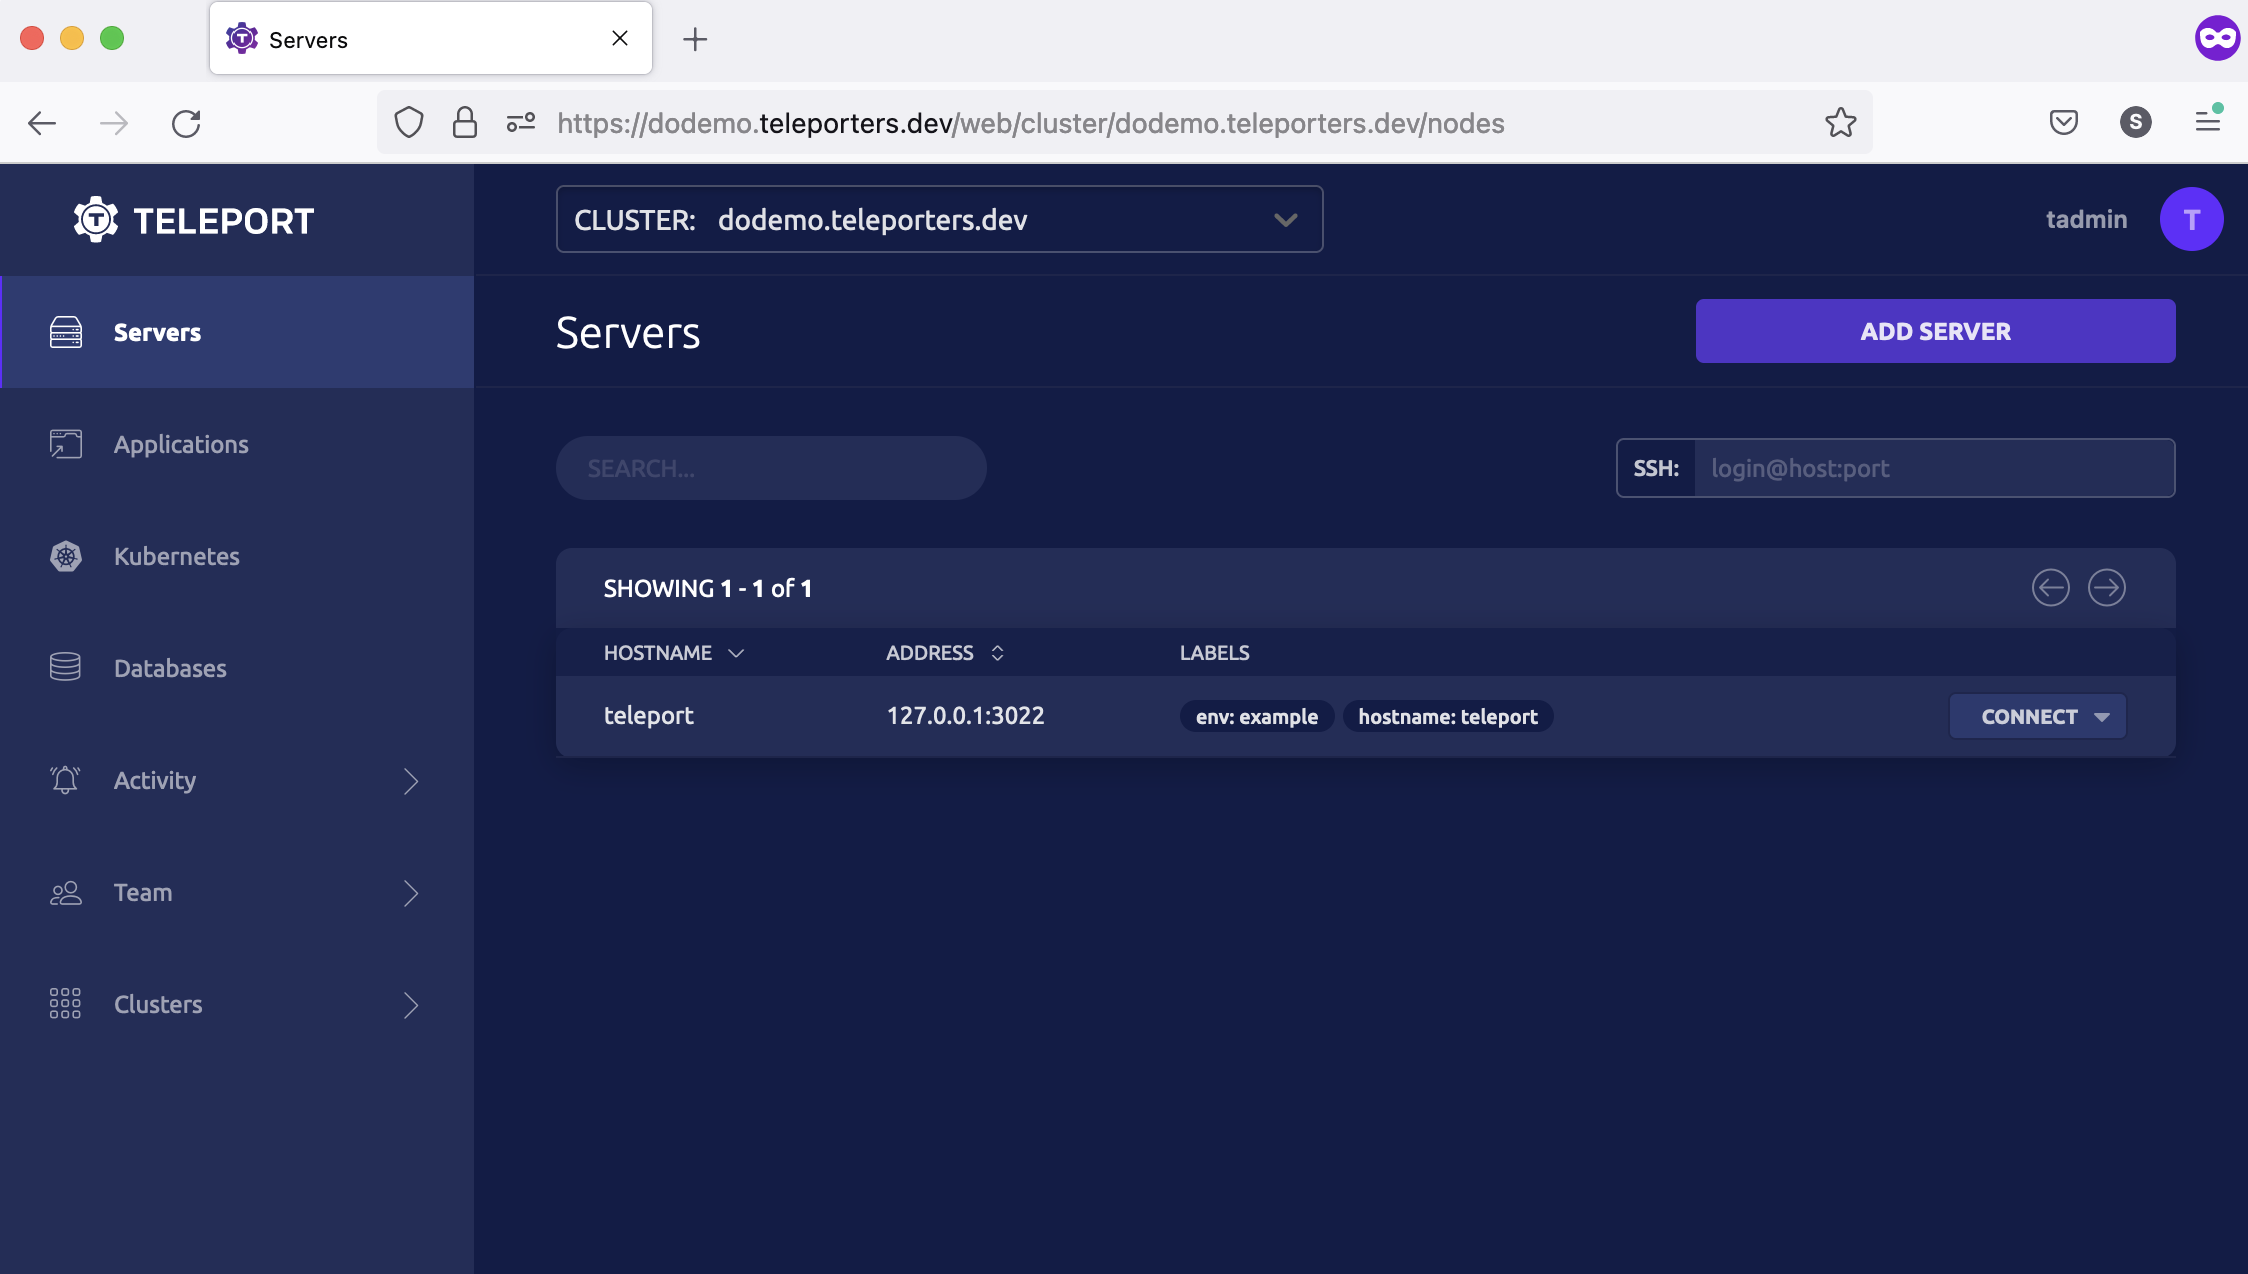 Servers
https://dodemo.teleporters.dev/web/cluster/dodemo.teleporters.dev/nodes
S
TELEPORT
CLUSTER: dodemo.teleporters.dev
tadmin
T
Servers
Servers
ADD SERVER
Applications
SEARCH...
SSH: login@host:port
Kubernetes
SHOWING 1 - 1 of 1
HOSTNAME ADDRESS LABELS
Databases
teleport 127.0.0.1:3022 env: example hostname: teleport CONNECT
Activity
Team
Clusters